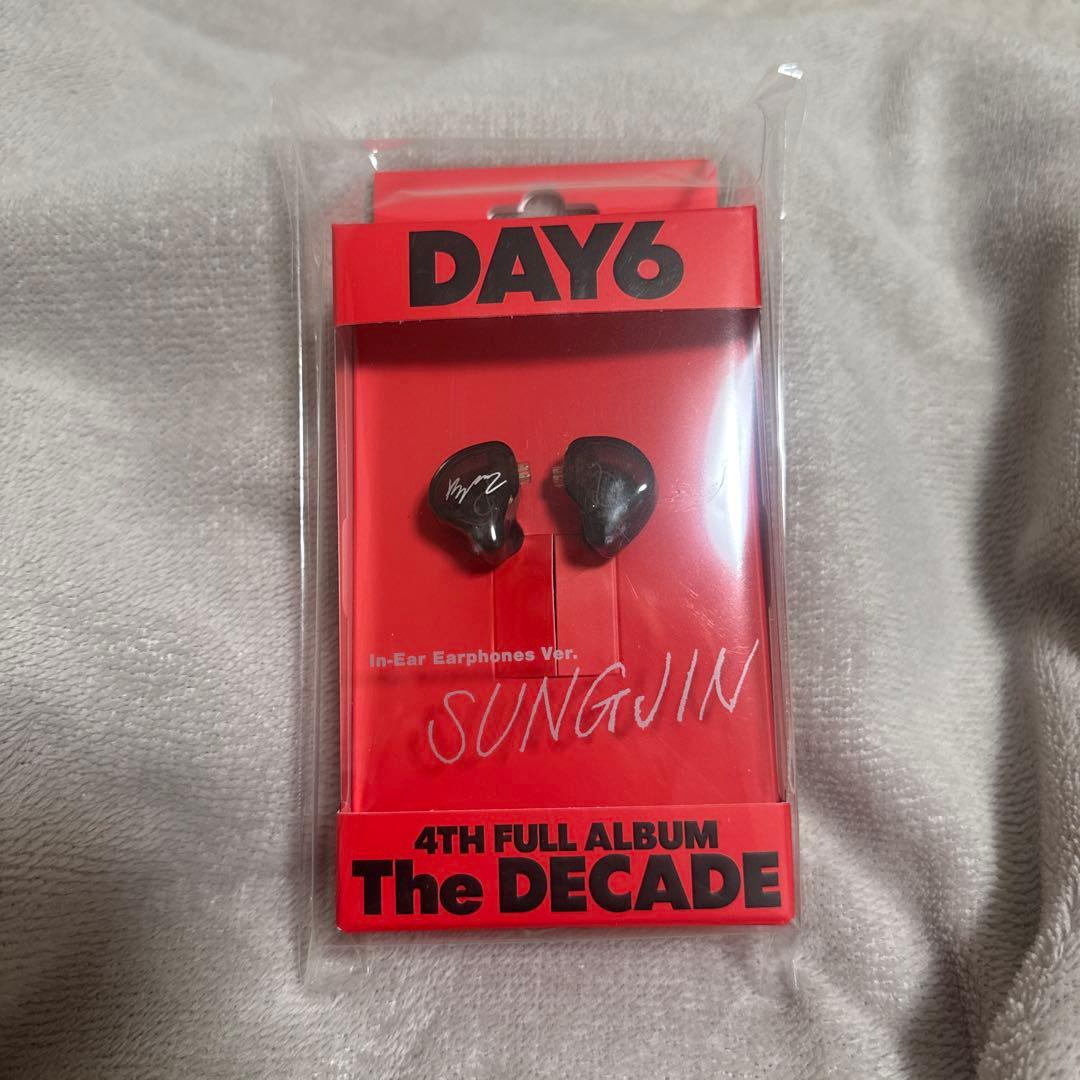 DAY6
In-Ear Earphones Ver.
SUNGJIN
4TH FULL ALBUM
The DECADE